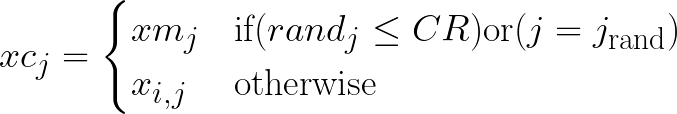 xc_j = { xm_j if(rand_j ≤ CR)or(j = j_rand)
x_{i,j} otherwise